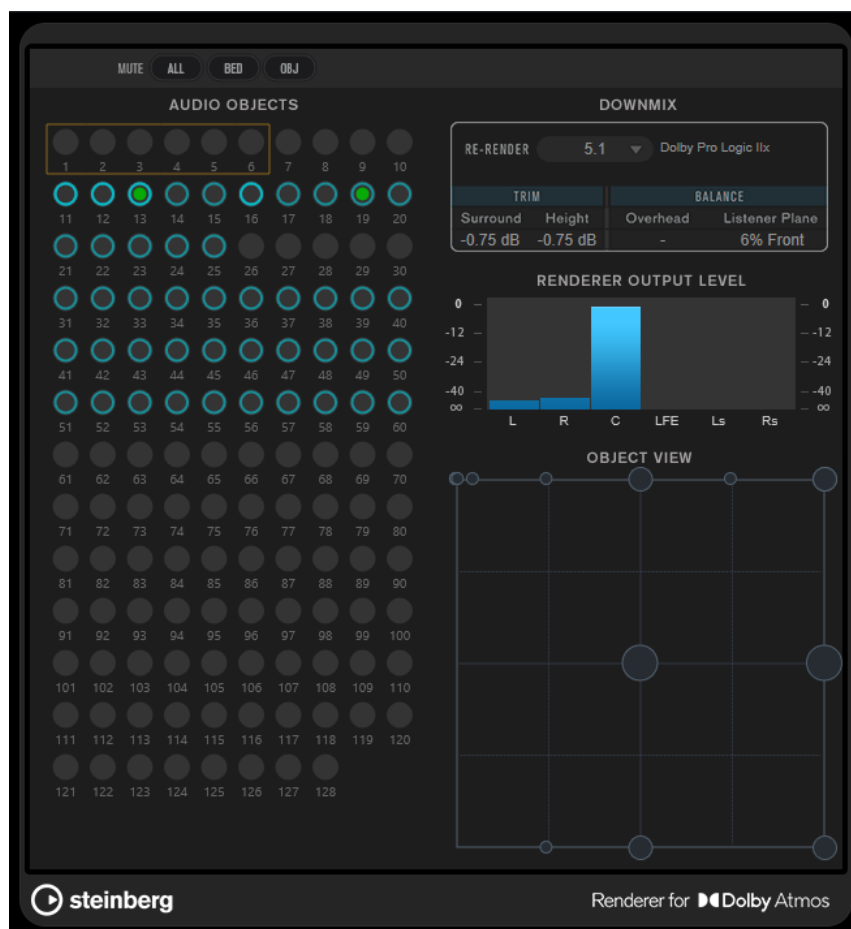 MUTE ALL BED OBJ
AUDIO OBJECTS
1 2 3 4 5 6 7 8 9 10
11 12 13 14 15 16 17 18 19 20
21 22 23 24 25 26 27 28 29 30
31 32 33 34 35 36 37 38 39 40
41 42 43 44 45 46 47 48 49 50
51 52 53 54 55 56 57 58 59 60
61 62 63 64 65 66 67 68 69 70
71 72 73 74 75 76 77 78 79 80
81 82 83 84 85 86 87 88 89 90
91 92 93 94 95 96 97 98 99 100
101 102 103 104 105 106 107 108 109 110
111 112 113 114 115 116 117 118 119 120
121 122 123 124 125 126 127 128
DOWNMIX
RE-RENDER 5.1 Dolby Pro Logic IIx
TRIM BALANCE
Surround Height Overhead Listener Plane
-0.75 dB -0.75 dB - 6% Front
RENDERER OUTPUT LEVEL
0 0
-12 -12
-24 -24
-40 -40
∞ ∞
L R C LFE Ls Rs
OBJECT VIEW
steinberg
Renderer for Dolby Atmos